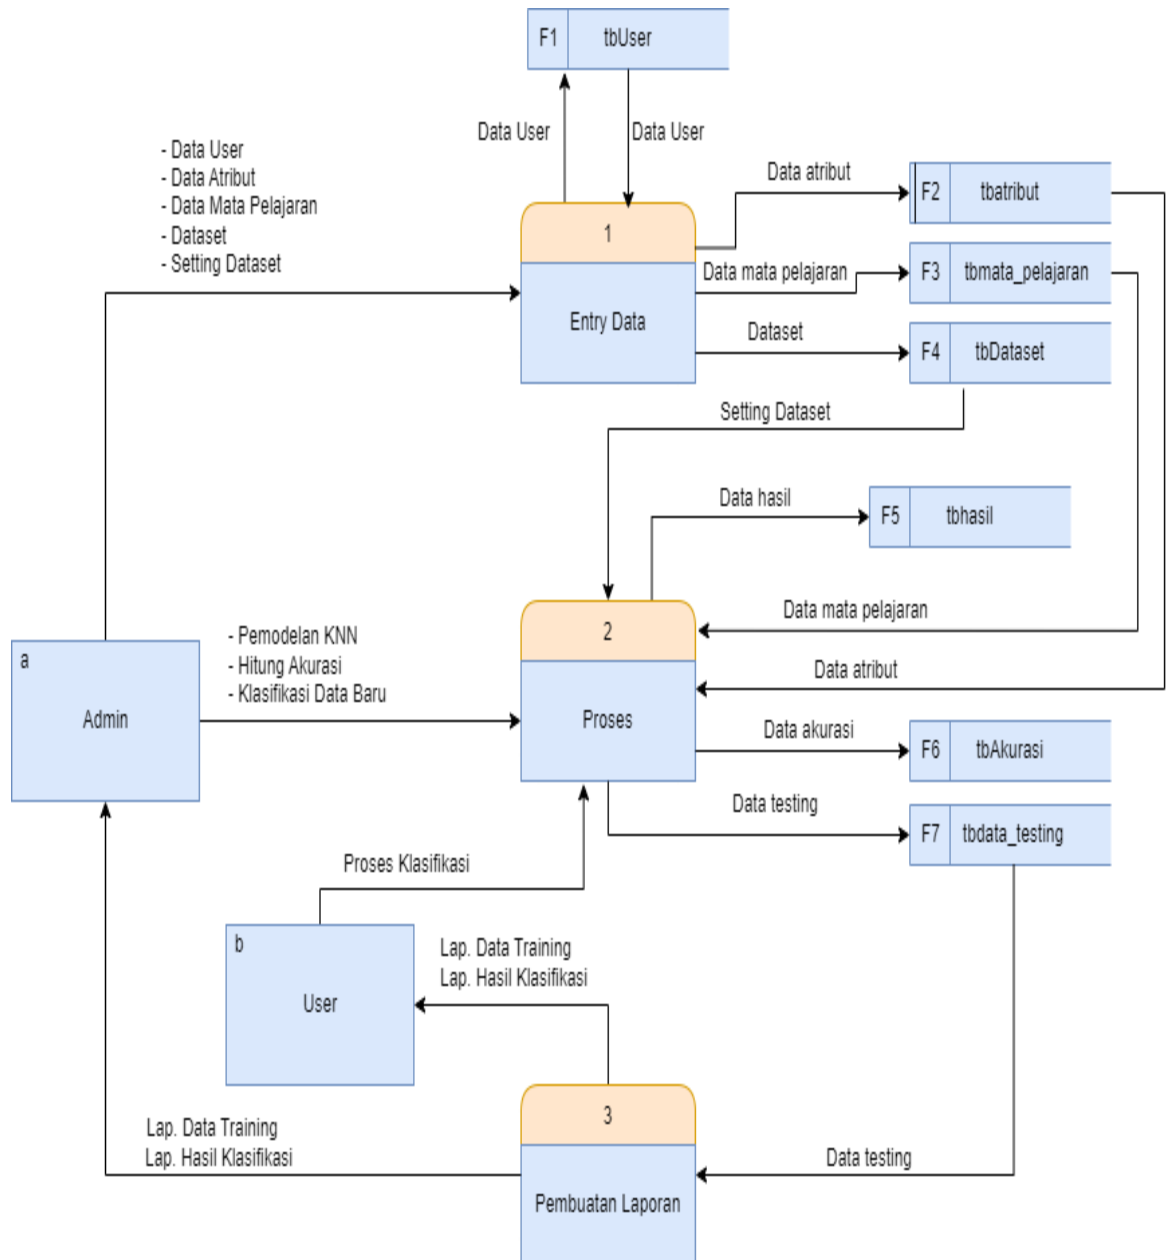 F1 tbUser
Data User
Data User
- Data User
- Data Atribut
- Data Mata Pelajaran
- Dataset
- Setting Dataset
Data atribut
F2 tbatribut
1
Data mata pelajaran
F3 tbmata_pelajaran
Entry Data
Dataset
F4 tbDataset
Setting Dataset
Data hasil
F5 tbhasil
Data mata pelajaran
2
a
- Pemodelan KNN
- Hitung Akurasi
- Klasifikasi Data Baru
Data atribut
Admin
Proses
Data akurasi
F6 tbAkurasi
Data testing
F7 tbdata_testing
Proses Klasifikasi
b
Lap. Data Training
Lap. Hasil Klasifikasi
User
3
Lap. Data Training
Lap. Hasil Klasifikasi
Data testing
Pembuatan Laporan